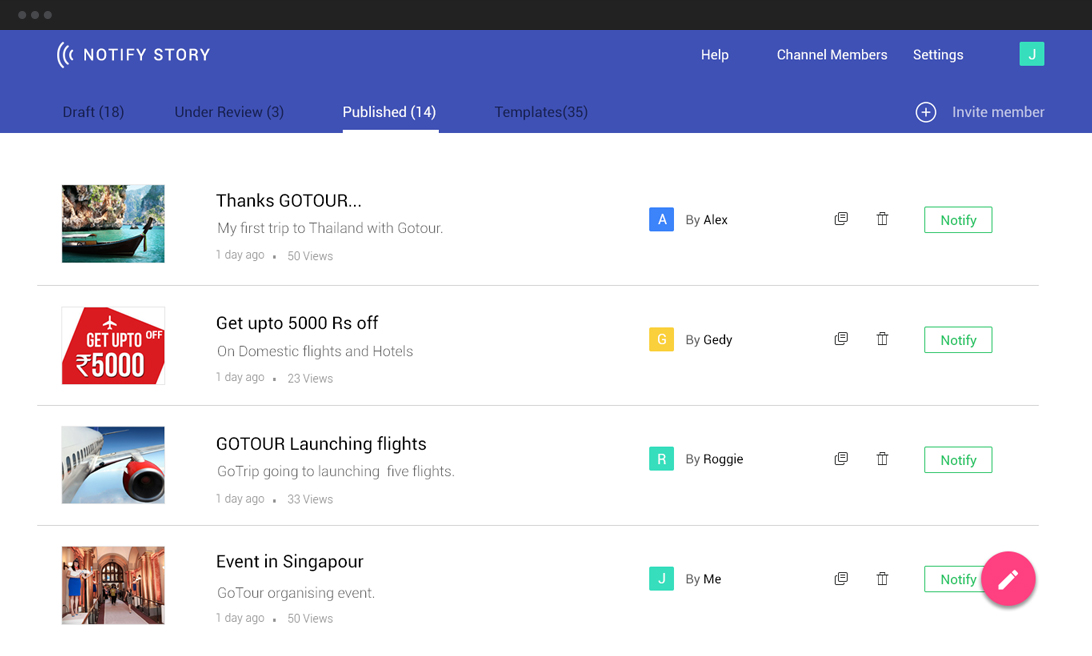 NOTIFY STORY
Help
Channel Members
Settings
J
Draft (18)
Under Review (3)
Published (14)
Templates(35)
Invite member
Thanks GOTOUR...
My first trip to Thailand with Gotour.
1 day ago • 50 Views
A
By Alex
Notify
GET UPTO OFF
₹5000
Get upto 5000 Rs off
On Domestic flights and Hotels
1 day ago • 23 Views
G
By Gedy
Notify
GOTOUR Launching flights
GoTrip going to launching five flights.
1 day ago • 33 Views
R
By Roggie
Notify
Event in Singapour
GoTour organising event.
1 day ago • 50 Views
J
By Me
Notify